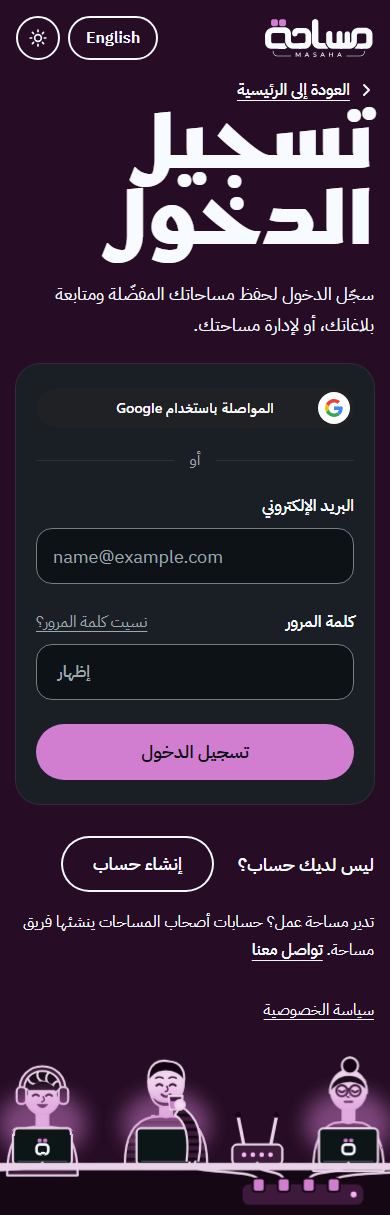 مساحة
MASAHA
English
العودة إلى الرئيسية
تسجيل
الدخول
سجّل الدخول لحفظ مساحاتك المفضّلة ومتابعة
بلاغاتك، أو لإدارة مساحتك.
المواصلة باستخدام Google
أو
البريد الإلكتروني
name@example.com
كلمة المرور
نسيت كلمة المرور؟
إظهار
تسجيل الدخول
ليس لديك حساب؟
إنشاء حساب
تدير مساحة عمل؟ حسابات أصحاب المساحات ينشئها فريق
مساحة. تواصل معنا
سياسة الخصوصية